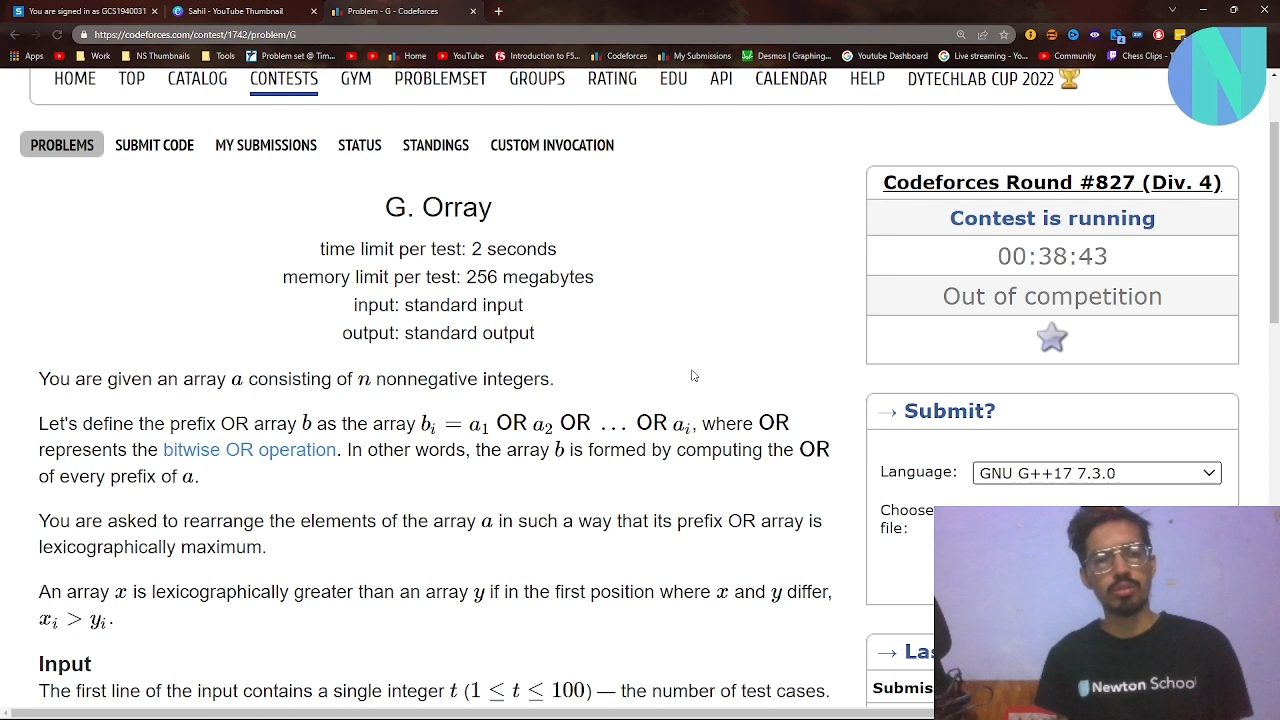 You are signed as GCS1940031
Sahil - YouTube Thumbnail
Problem - G - Codeforces
https://codeforces.com/contest/1742/problem/G
Apps
Work
NS Thumbnails
Tools
Problem set @ Tim...
Home
YouTube
Introduction to F5...
Codeforces
My Submissions
Desmos | Graphing...
Youtube Dashboard
Live streaming - Yo...
Community
Chess Clips - T
HOME TOP CATALOG CONTESTS GYM PROBLEMSET GROUPS RATING EDU API CALENDAR HELP DYTECHLAB CUP 2022
PROBLEMS SUBMIT CODE MY SUBMISSIONS STATUS STANDINGS CUSTOM INVOCATION
G. Orray
time limit per test: 2 seconds
memory limit per test: 256 megabytes
input: standard input
output: standard output
You are given an array a consisting of n nonnegative integers.
Let's define the prefix OR array b as the array b_i = a_1 OR a_2 OR … OR a_i, where OR
represents the bitwise OR operation. In other words, the array b is formed by computing the OR
of every prefix of a.
You are asked to rearrange the elements of the array a in such a way that its prefix OR array is
lexicographically maximum.
An array x is lexicographically greater than an array y if in the first position where x and y differ,
x_i > y_i.
Input
The first line of the input contains a single integer t (1 ≤ t ≤ 100) — the number of test cases.
Codeforces Round #827 (Div. 4)
Contest is running
00:38:43
Out of competition
→ Submit?
Language: GNU G++17 7.3.0
Choose
file:
→ Las
Submis
Newton School
N